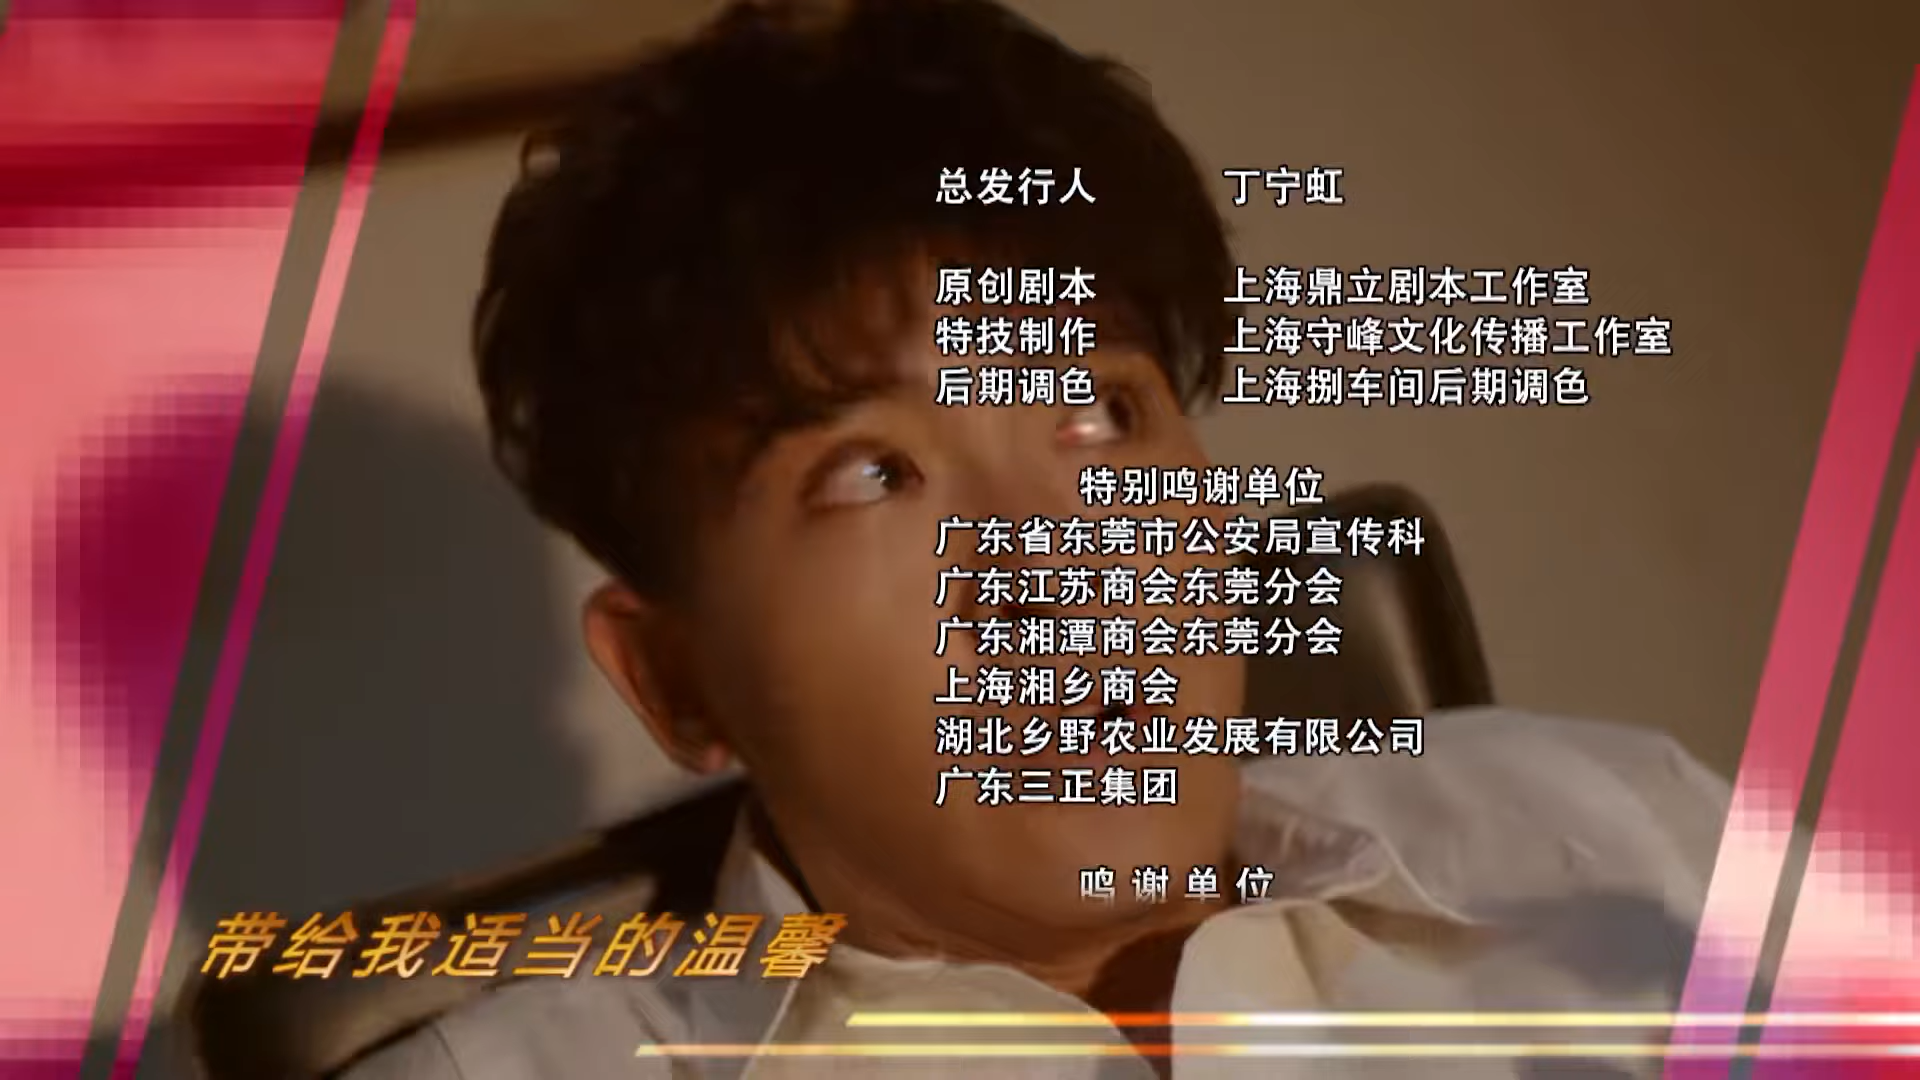 总发行人 丁宁虹
原创剧本 上海鼎立剧本工作室
特技制作 上海守峰文化传播工作室
后期调色 上海捌车间后期调色
特别鸣谢单位
广东省东莞市公安局宣传科
广东江苏商会东莞分会
广东湘潭商会东莞分会
上海湘乡商会
湖北乡野农业发展有限公司
广东三正集团
鸣谢单位
带给我适当的温馨